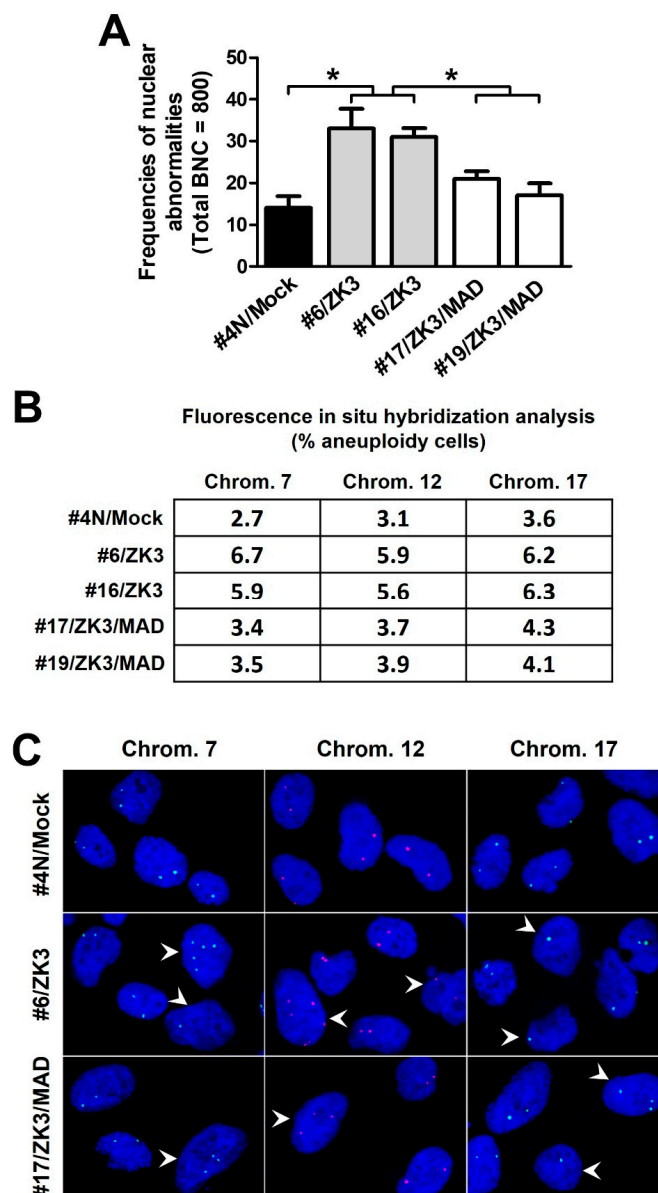 A
Frequencies of nuclear
abnormalities
(Total BNC = 800)
50
40
30
20
10
0
* *
#4N/Mock
#6/ZK3
#16/ZK3
#17/ZK3/MAD
#19/ZK3/MAD
B
Fluorescence in situ hybridization analysis
(% aneuploidy cells)
Chrom. 7 Chrom. 12 Chrom. 17
#4N/Mock 2.7 3.1 3.6
#6/ZK3 6.7 5.9 6.2
#16/ZK3 5.9 5.6 6.3
#17/ZK3/MAD 3.4 3.7 4.3
#19/ZK3/MAD 3.5 3.9 4.1
C
Chrom. 7 Chrom. 12 Chrom. 17
#4N/Mock
#6/ZK3
#17/ZK3/MAD